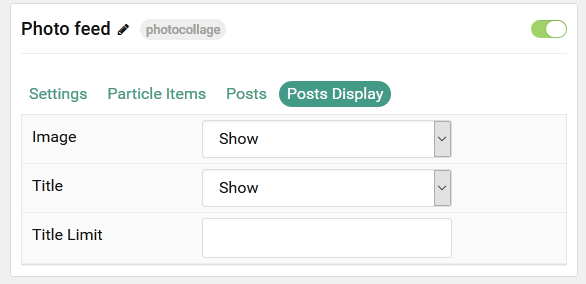 Photo feed photocollage
Settings Particle Items Posts Posts Display
Image Show
Title Show
Title Limit